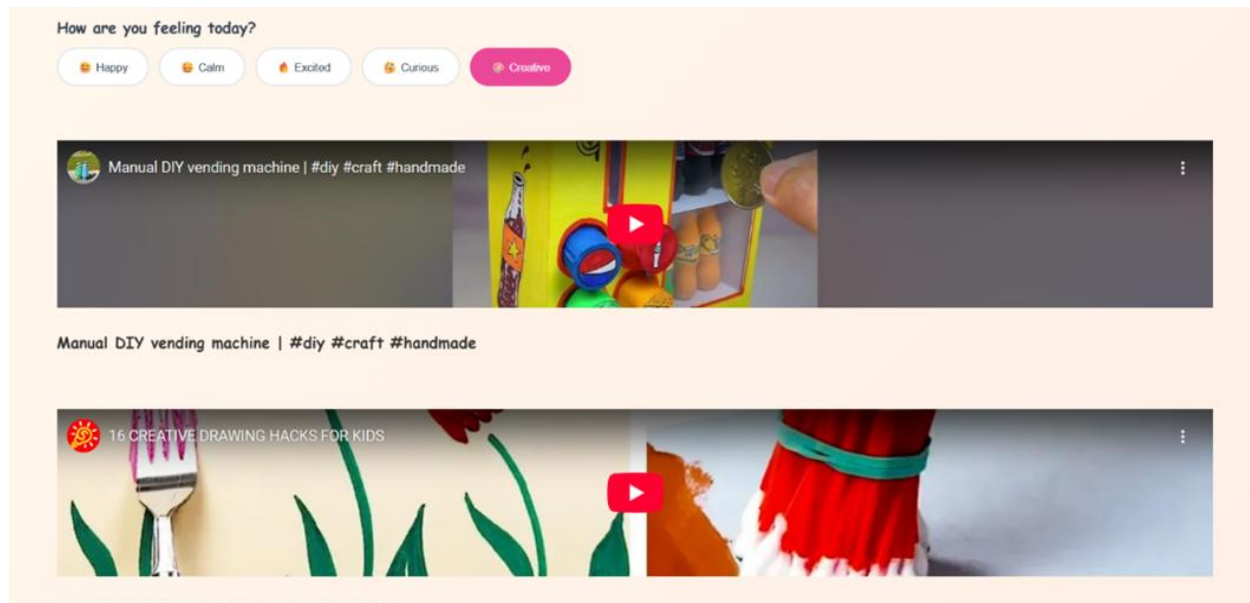 How are you feeling today?
Happy
Calm
Excited
Curious
Creative
Manual DIY vending machine | #diy #craft #handmade
Manual DIY vending machine | #diy #craft #handmade
16 CREATIVE DRAWING HACKS FOR KIDS